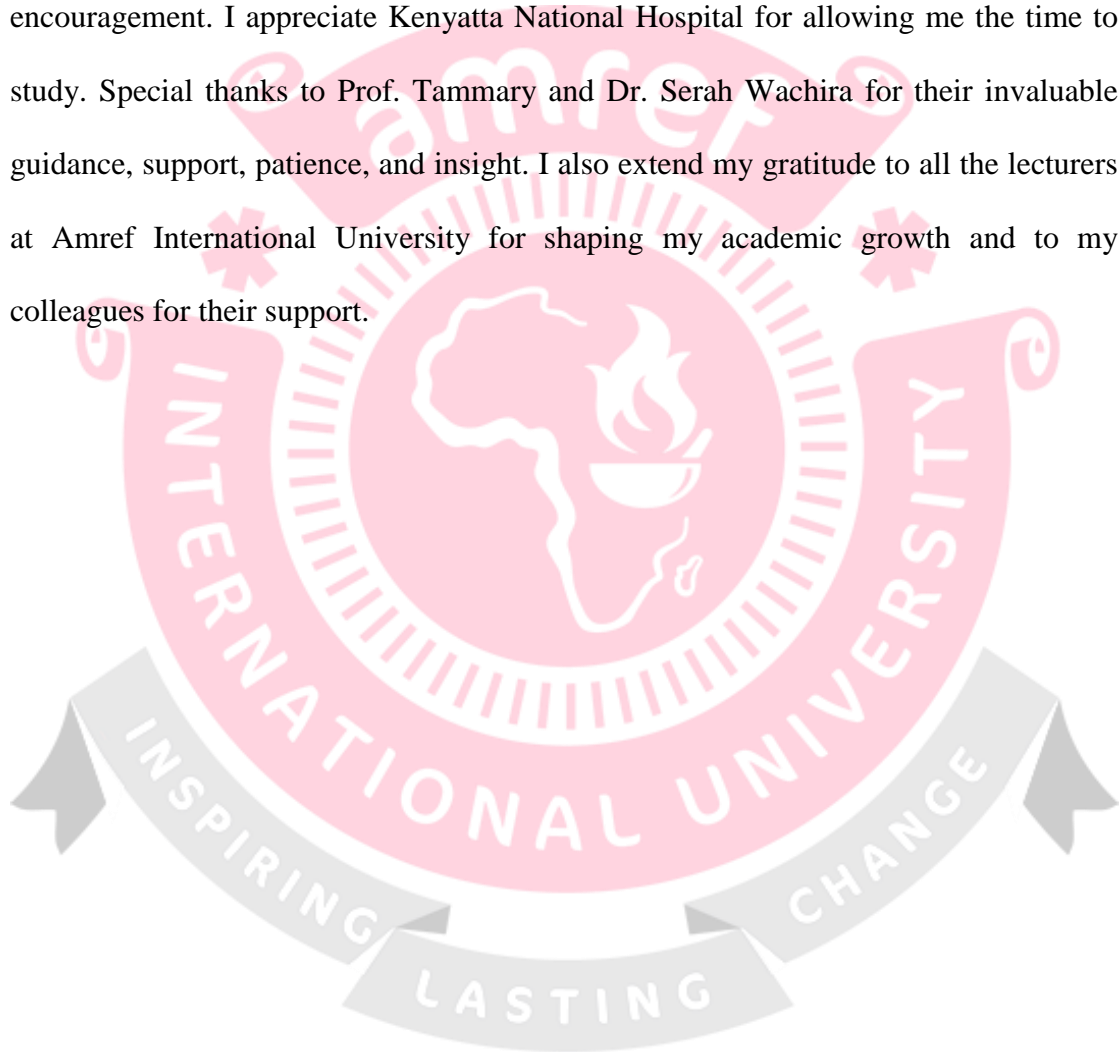 encouragement. I appreciate Kenyatta National Hospital for allowing me the time to
study. Special thanks to Prof. Tammary and Dr. Serah Wachira for their invaluable
guidance, support, patience, and insight. I also extend my gratitude to all the lecturers
at Amref International University for shaping my academic growth and to my
colleagues for their support.
amref
INTERNATIONAL UNIVERSITY
INSPIRING
LASTING
CHANGE